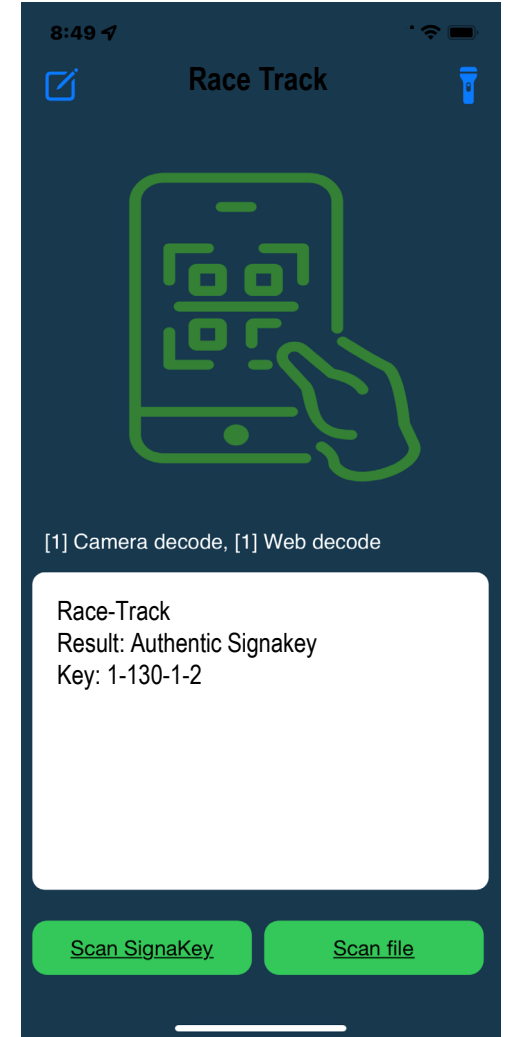 8:49
Race Track
[1] Camera decode, [1] Web decode
Race-Track
Result: Authentic Signakey
Key: 1-130-1-2
Scan SignaKey
Scan file